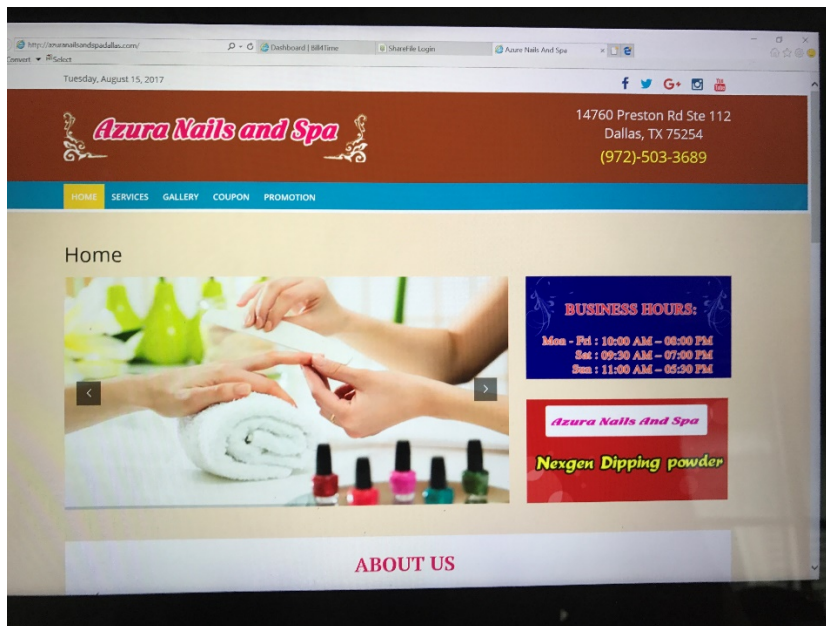 http://azuranailsandspadallas.com/
Dashboard | Bill4Time
ShareFile Login
Azure Nails And Spa
Convert
Select
Tuesday, August 15, 2017
Azura Nails and Spa
14760 Preston Rd Ste 112
Dallas, TX 75254
(972)-503-3689
HOME SERVICES GALLERY COUPON PROMOTION
Home
BUSINESS HOURS:
Mon - Fri : 10:00 AM – 08:00 PM
Sat : 09:30 AM – 07:00 PM
Sun : 11:00 AM – 05:30 PM
Azura Nails And Spa
Nexgen Dipping powder
ABOUT US